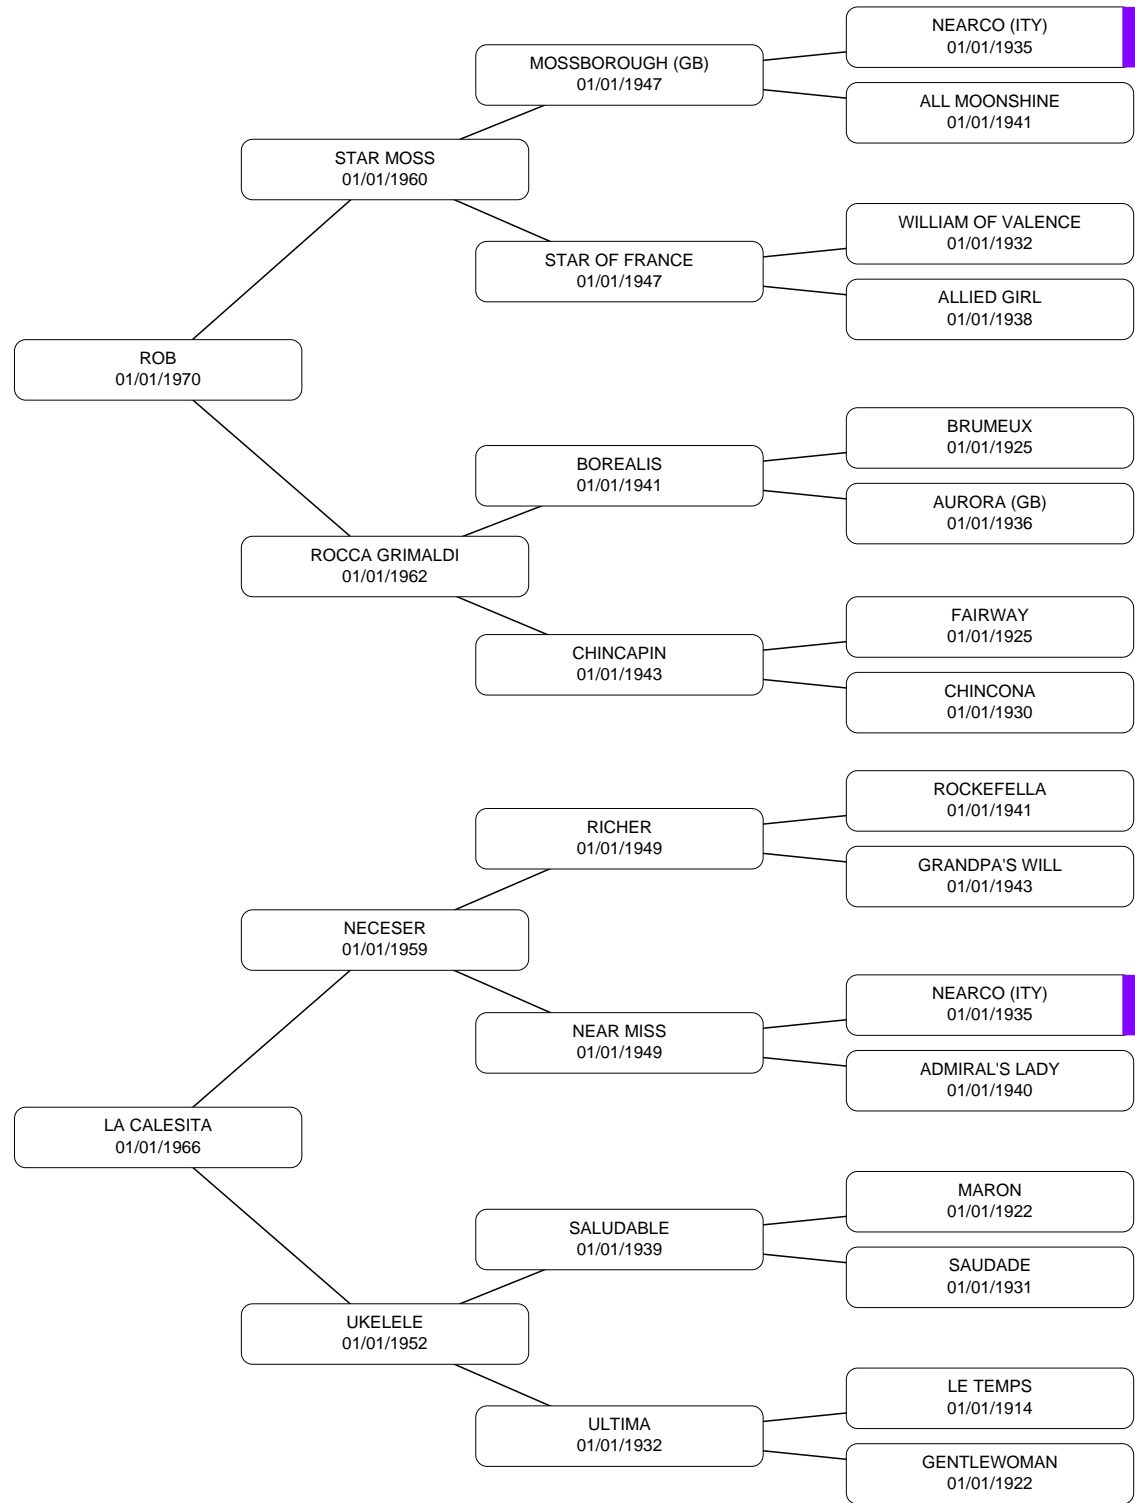 NEARCO (ITY)
01/01/1935
MOSSBOROUGH (GB)
01/01/1947
ALL MOONSHINE
01/01/1941
STAR MOSS
01/01/1960
WILLIAM OF VALENCE
01/01/1932
STAR OF FRANCE
01/01/1947
ALLIED GIRL
01/01/1938
ROB
01/01/1970
BRUMEUX
01/01/1925
BOREALIS
01/01/1941
AURORA (GB)
01/01/1936
ROCCA GRIMALDI
01/01/1962
FAIRWAY
01/01/1925
CHINCAPIN
01/01/1943
CHINCONA
01/01/1930
ROCKEFELLA
01/01/1941
RICHER
01/01/1949
GRANDPA'S WILL
01/01/1943
NECESER
01/01/1959
NEARCO (ITY)
01/01/1935
NEAR MISS
01/01/1949
ADMIRAL'S LADY
01/01/1940
LA CALESITA
01/01/1966
MARON
01/01/1922
SALUDABLE
01/01/1939
SAUDADE
01/01/1931
UKELELE
01/01/1952
LE TEMPS
01/01/1914
ULTIMA
01/01/1932
GENTLEWOMAN
01/01/1922